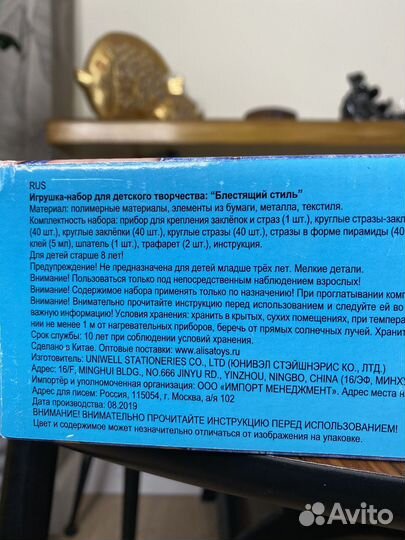 RUS
Игрушка-набор для детского творчества: "Блестящий стиль"
Материал: полимерные материалы, элементы из бумаги, металла, текстиля.
Комплектность набора: прибор для крепления заклёпок и страз (1 шт.), круглые стразы-закл
(40 шт.), круглые заклёпки (40 шт.), круглые стразы (40 шт.), стразы в форме пирамиды (40
клей (5 мл), шпатель (1 шт.), трафарет (2 шт.), инструкция.
Для детей старше 8 лет!
Предупреждение! Не предназначена для детей младше трёх лет. Мелкие детали.
Внимание! Пользоваться только под непосредственным наблюдением взрослых!
Внимание! Содержимое набора применять только по назначению! При проглатывании комп
Внимание! Внимательно прочитайте инструкцию перед использованием и следуйте ей во
важную информацию! Условия хранения: хранить в крытых, сухих помещениях, при темпера
нии не менее 1 м от нагревательных приборов, беречь от прямых солнечных лучей. Хранит
Срок службы: 10 лет при соблюдении условий хранения.
Сделано в Китае. Оптовые поставки: www.alisatoys.ru
Изготовитель: UNIWELL STATIONERIES CO., LTD (ЮНИВЭЛ СТЭЙШНЭРИС КО., ЛТД.)
Адрес: 16/F, MINGHUI BLDG., NO.666 JINYU RD., YINZHOU, NINGBO, CHINA (16/ЭФ, МИНХУ
Импортёр и уполномоченная организация: ООО «ИМПОРТ МЕНЕДЖМЕНТ». Адрес места на
Адрес для писем: Россия, 115054, г. Москва, а/я 102
Дата производства: 08.2019
ВНИМАНИЕ! ВНИМАТЕЛЬНО ПРОЧИТАЙТЕ ИНСТРУКЦИЮ ПЕРЕД ИСПОЛЬЗОВАНИЕМ!
Цвет и содержимое может незначительно отличаться от изображения на упаковке.
Avito